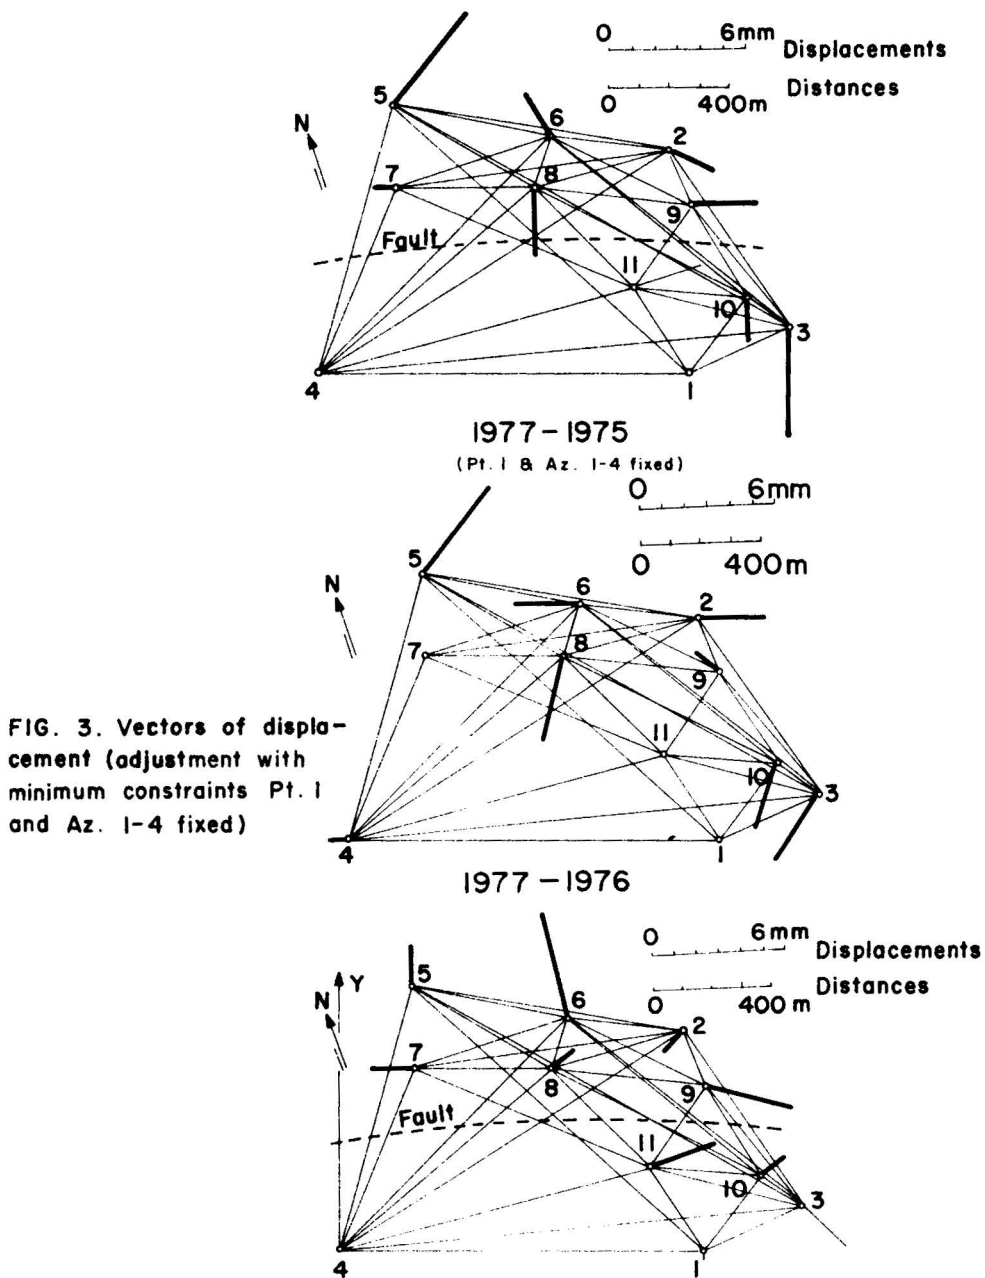 0 6mm Displacements
Distances
0 400m
5
6
2
N
7
8
9
Fault
11
10
3
4
1
1977-1975
(Pt. 1 & Az. 1-4 fixed)
0 6mm
5
0 400m
N
6
2
7
8
9
FIG. 3. Vectors of displa-
cement (adjustment with
minimum constraints Pt. 1
and Az. 1-4 fixed)
11
10
3
4
1
1977-1976
0 6mm Displacements
5
Y
0 400m Distances
N
6
2
7
8
9
Fault
11
10
3
4
1